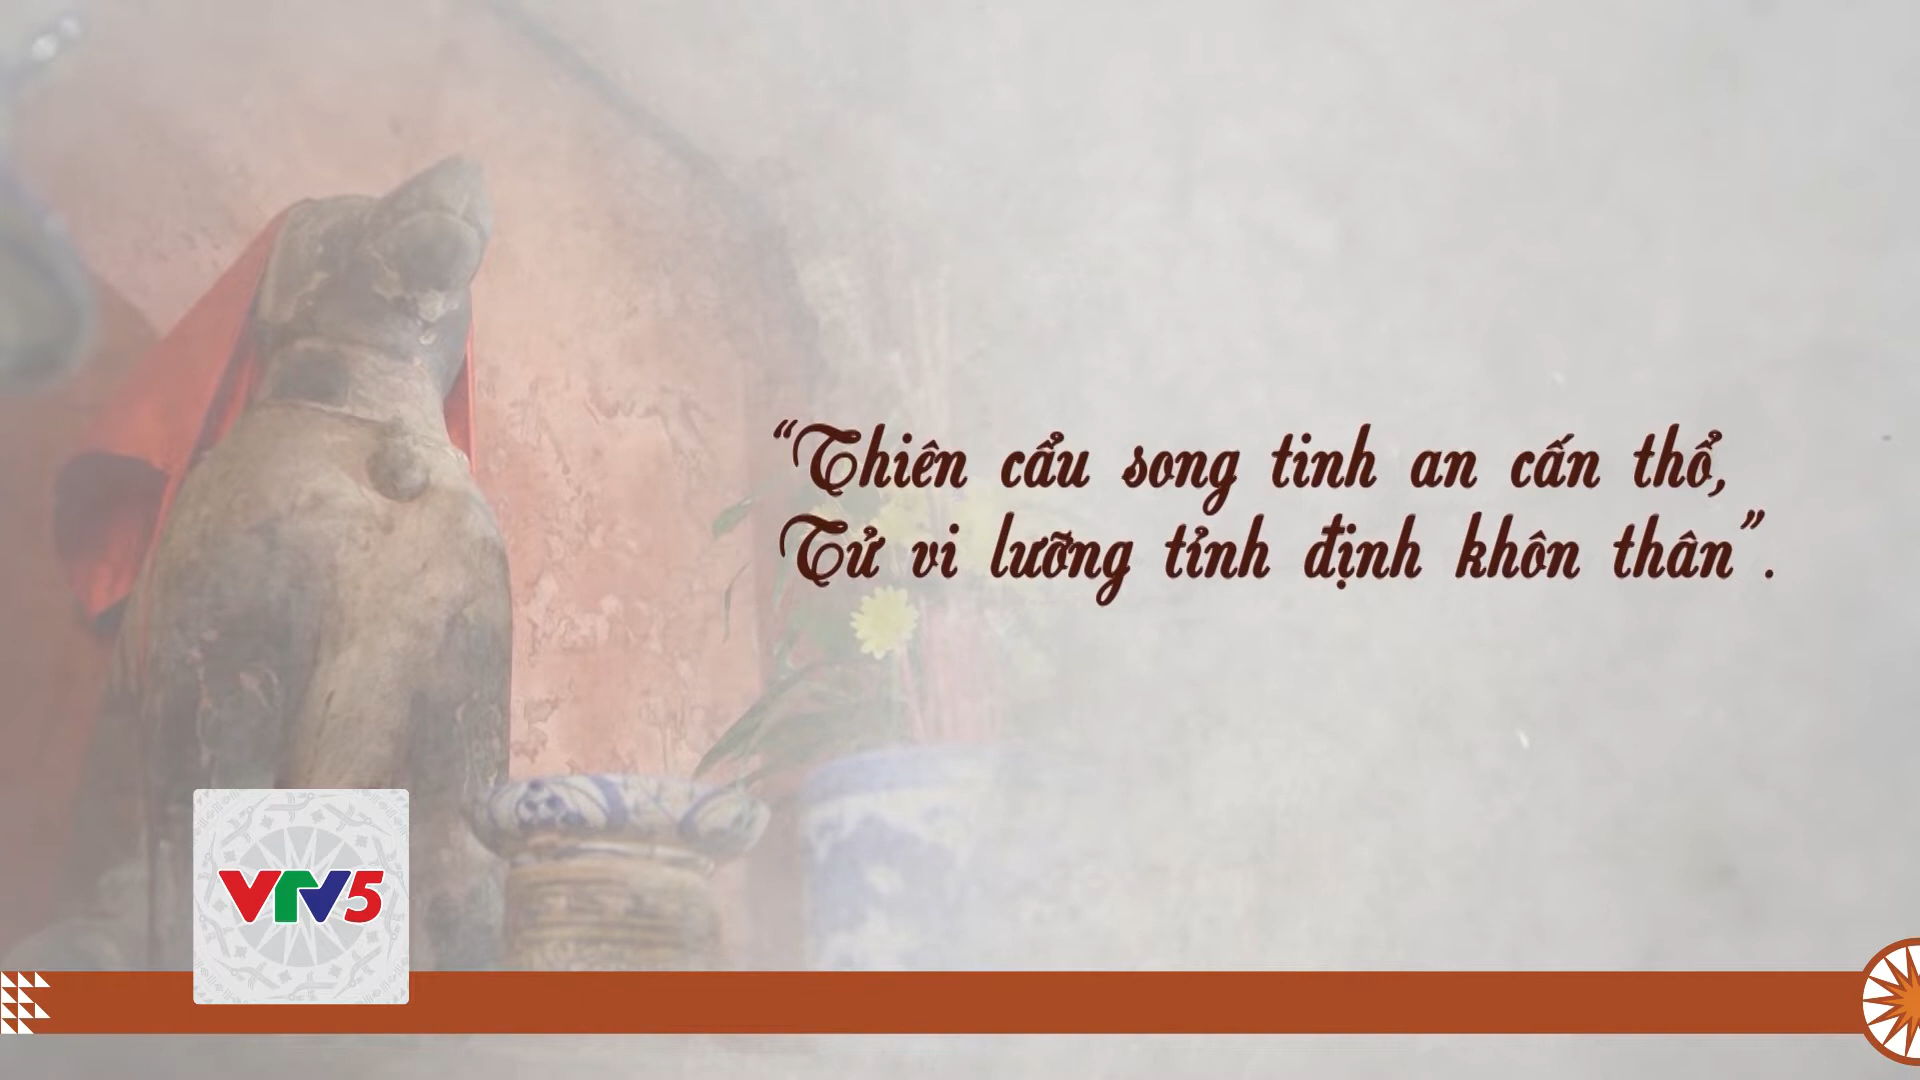 “Thiên cẩu song tinh an cấn thổ,
Tử vi lưỡng tỉnh định khôn thân”.
VTV5